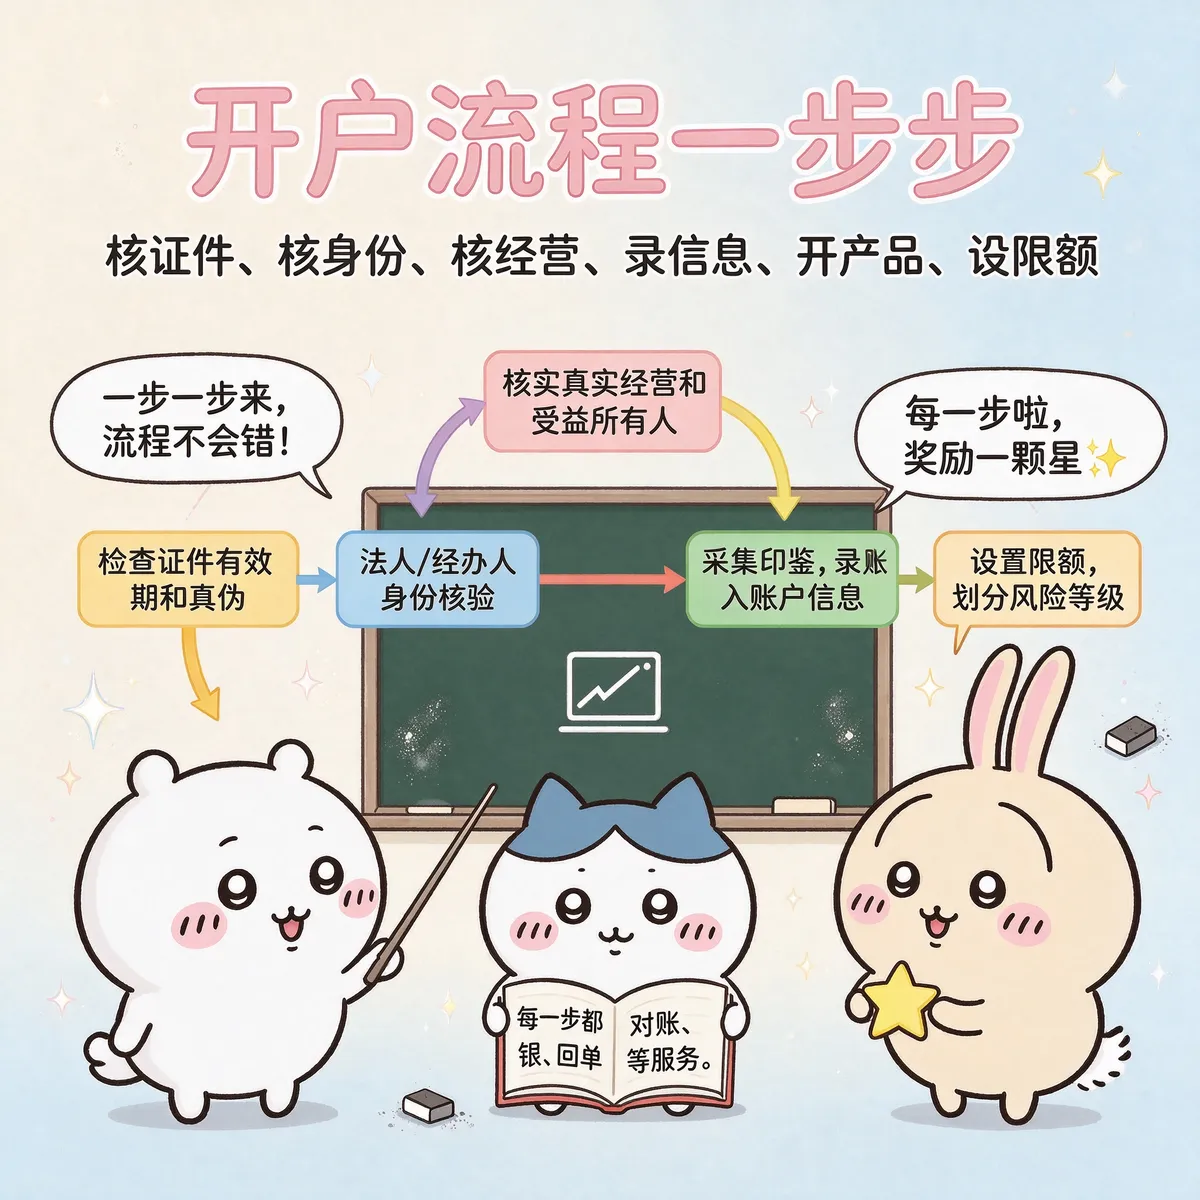 开户流程一步步
核证件、核身份、核经营、录信息、开产品、设限额
一步一步来，
流程不会错！
核实真实经营和
受益所有人
每一步啦，
奖励一颗星
检查证件有效
期和真伪
法人/经办人
身份核验
采集印鉴，录账
入账户信息
设置限额，
划分风险等级
每一步都
银、回单
对账、
等服务。